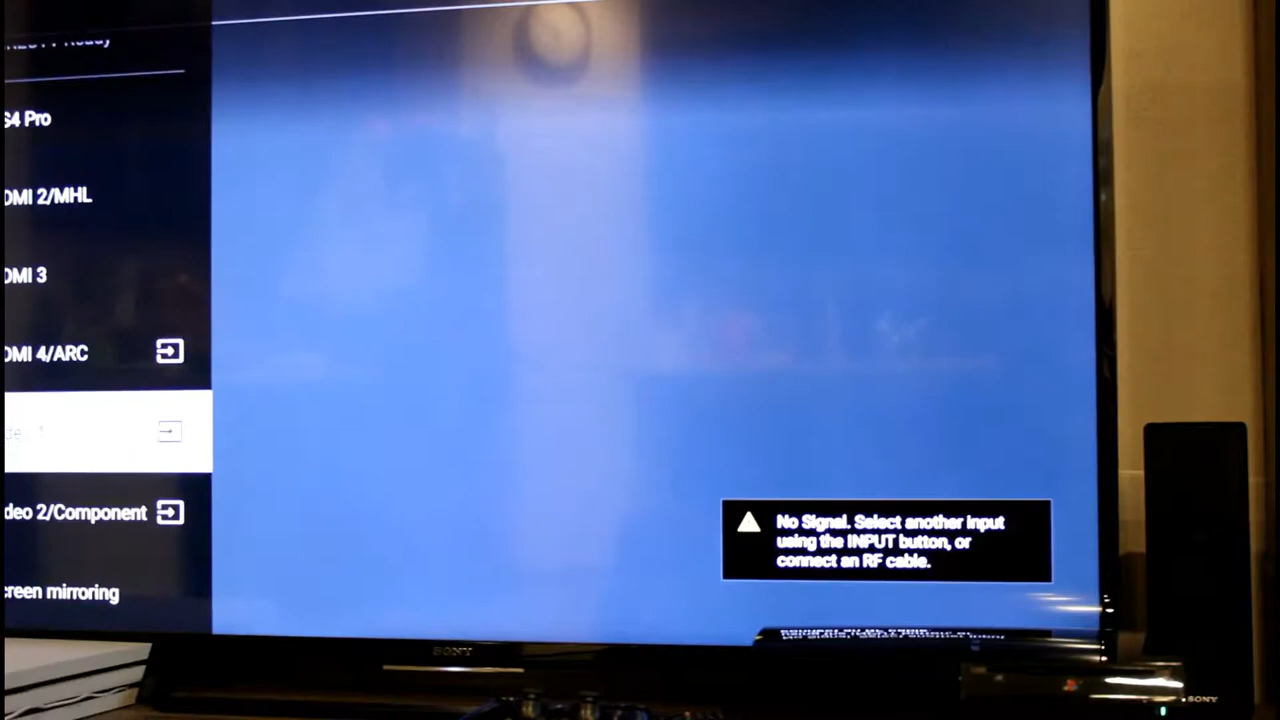 S4 Pro
DMI 2/MHL
DMI 3
DMI 4/ARC
deo 2/Component
creen mirroring
No Signal. Select another input
using the INPUT button, or
connect an RF cable.
SONY
SONY